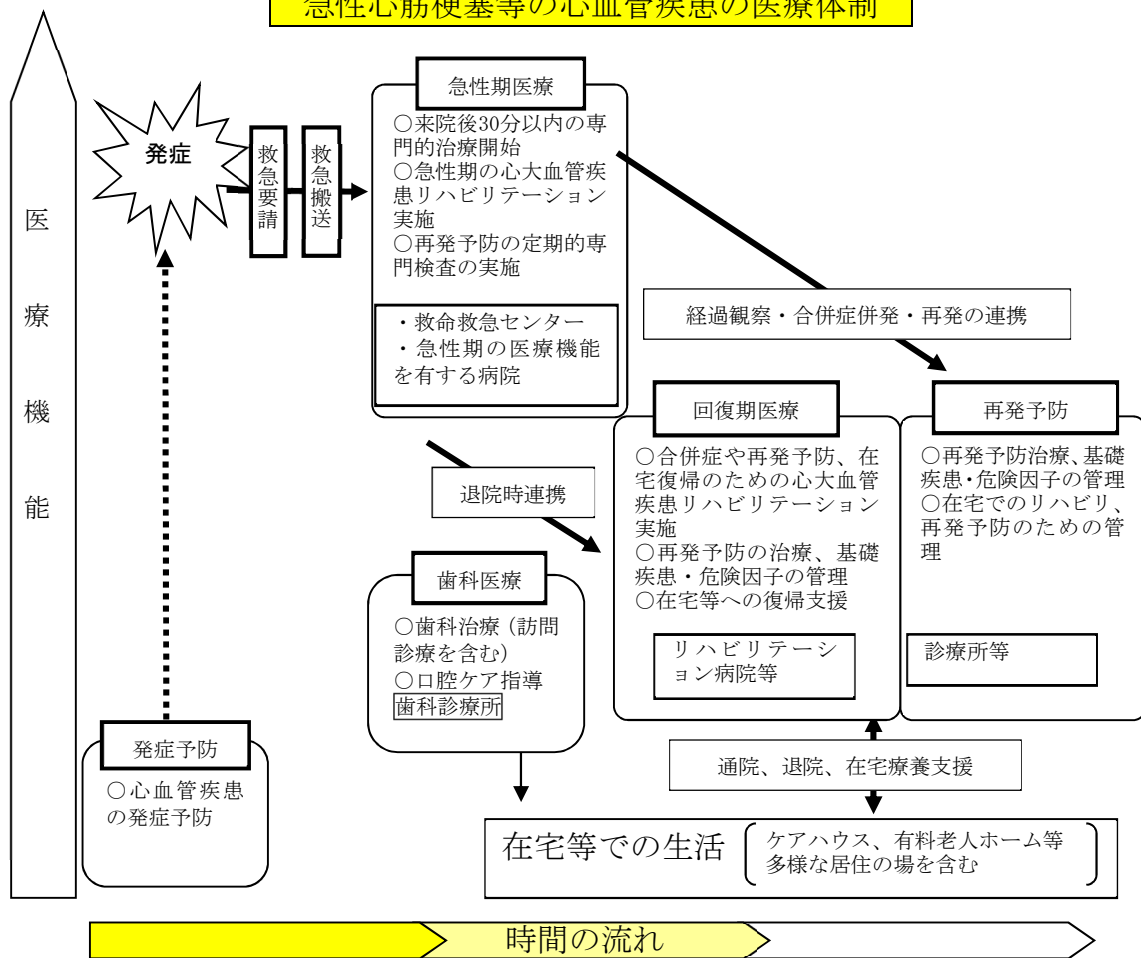 急性心筋梗塞等の心血管疾患の医療体制
医療機能
発症
救急要請
救急搬送
急性期医療
○来院後30分以内の専
門的治療開始
○急性期の心大血管疾
患リハビリテーション
実施
○再発予防の定期的専
門検査の実施
・救命救急センター
・急性期の医療機能
を有する病院
経過観察・合併症併発・再発の連携
退院時連携
回復期医療
○合併症や再発予防、在
宅復帰のための心大血管
疾患リハビリテーション
実施
○再発予防の治療、基礎
疾患・危険因子の管理
○在宅等への復帰支援
リハビリテーシ
ョン病院等
再発予防
○再発予防治療、基礎
疾患・危険因子の管理
○在宅でのリハビリ、
再発予防のための管
理
診療所等
歯科医療
○歯科治療（訪問
診療を含む）
○口腔ケア指導
歯科診療所
発症予防
○心血管疾患
の発症予防
通院、退院、在宅療養支援
在宅等での生活
ケアハウス、有料老人ホーム等
多様な居住の場を含む
時間の流れ